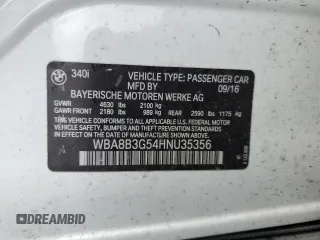 340i
VEHICLE TYPE: PASSENGER CAR
MFD BY
09/16
BAYERISCHE MOTOREN WERKE AG
GVWR 4630 lbs 2100 kg
GAWR FRONT 2180 lbs 989 kg REAR 2590 lbs 1175 kg
THIS VEHICLE CONFORMS TO ALL APPLICABLE
U.S. FEDERAL MOTOR VEHICLE SAFETY,
BUMPER AND THEFT PREVENTION STANDARDS
IN EFFECT ON THE DATE OF MANUFACTURE
SHOWN ABOVE.
WBA8B3G54HNU35356